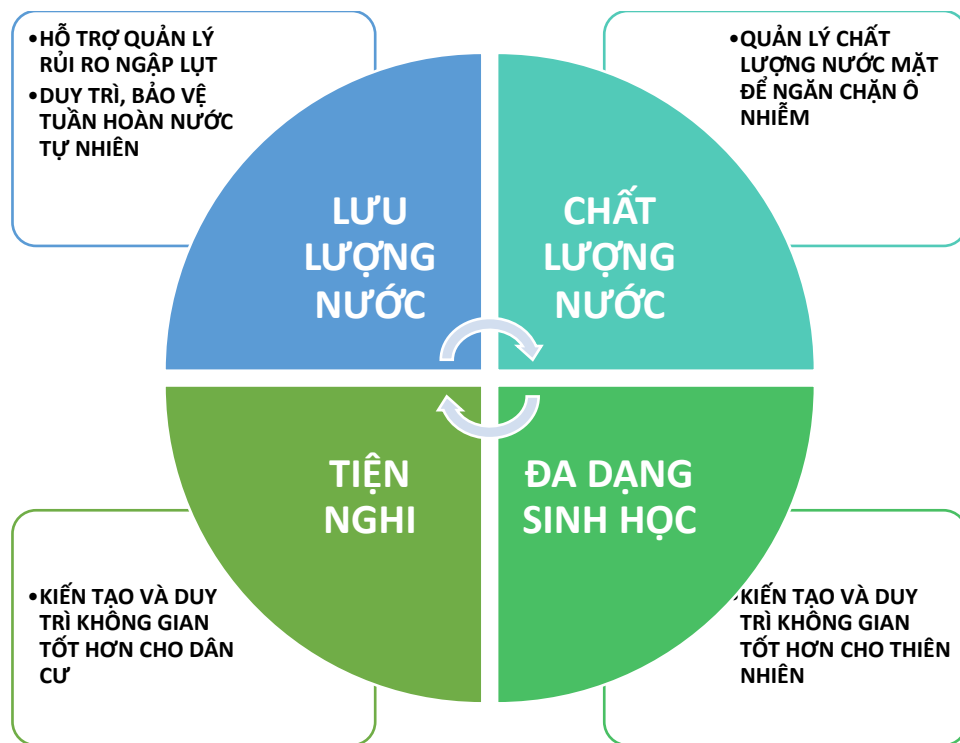 •HỖ TRỢ QUẢN LÝ
RỦI RO NGẬP LỤT
•DUY TRÌ, BẢO VỆ
TUẦN HOÀN NƯỚC
TỰ NHIÊN
•QUẢN LÝ CHẤT
LƯỢNG NƯỚC MẶT
ĐỂ NGĂN CHẶN Ô
NHIỄM
LƯU
LƯỢNG
NƯỚC
CHẤT
LƯỢNG
NƯỚC
TIỆN
NGHI
ĐA DẠNG
SINH HỌC
•KIẾN TẠO VÀ DUY
TRÌ KHÔNG GIAN
TỐT HƠN CHO DÂN
CƯ
•KIẾN TẠO VÀ DUY
TRÌ KHÔNG GIAN
TỐT HƠN CHO THIÊN
NHIÊN